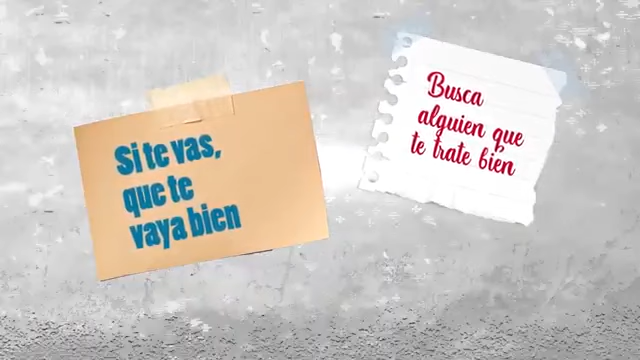 Si te vas,
que te
vaya bien
Busca
alguien que
te trate bien